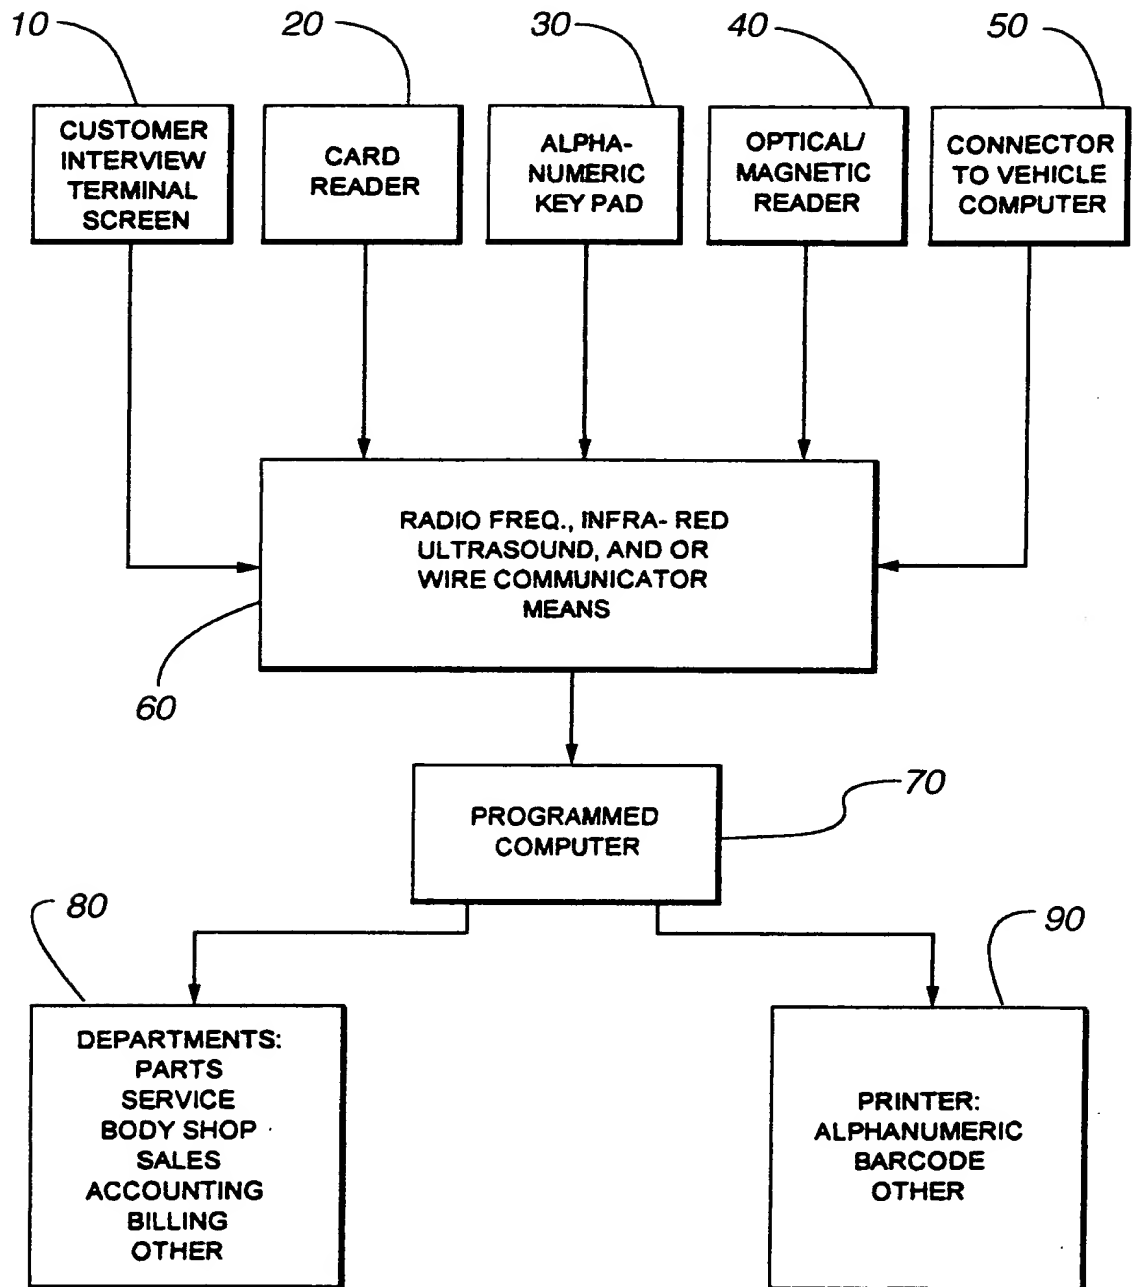 10
20
30
40
50
CUSTOMER
INTERVIEW
TERMINAL
SCREEN
CARD
READER
ALPHA-
NUMERIC
KEY PAD
OPTICAL/
MAGNETIC
READER
CONNECTOR
TO VEHICLE
COMPUTER
RADIO FREQ., INFRA- RED
ULTRASOUND, AND OR
WIRE COMMUNICATOR
MEANS
60
PROGRAMMED
COMPUTER
70
80
DEPARTMENTS:
PARTS
SERVICE
BODY SHOP
SALES
ACCOUNTING
BILLING
OTHER
90
PRINTER:
ALPHANUMERIC
BARCODE
OTHER